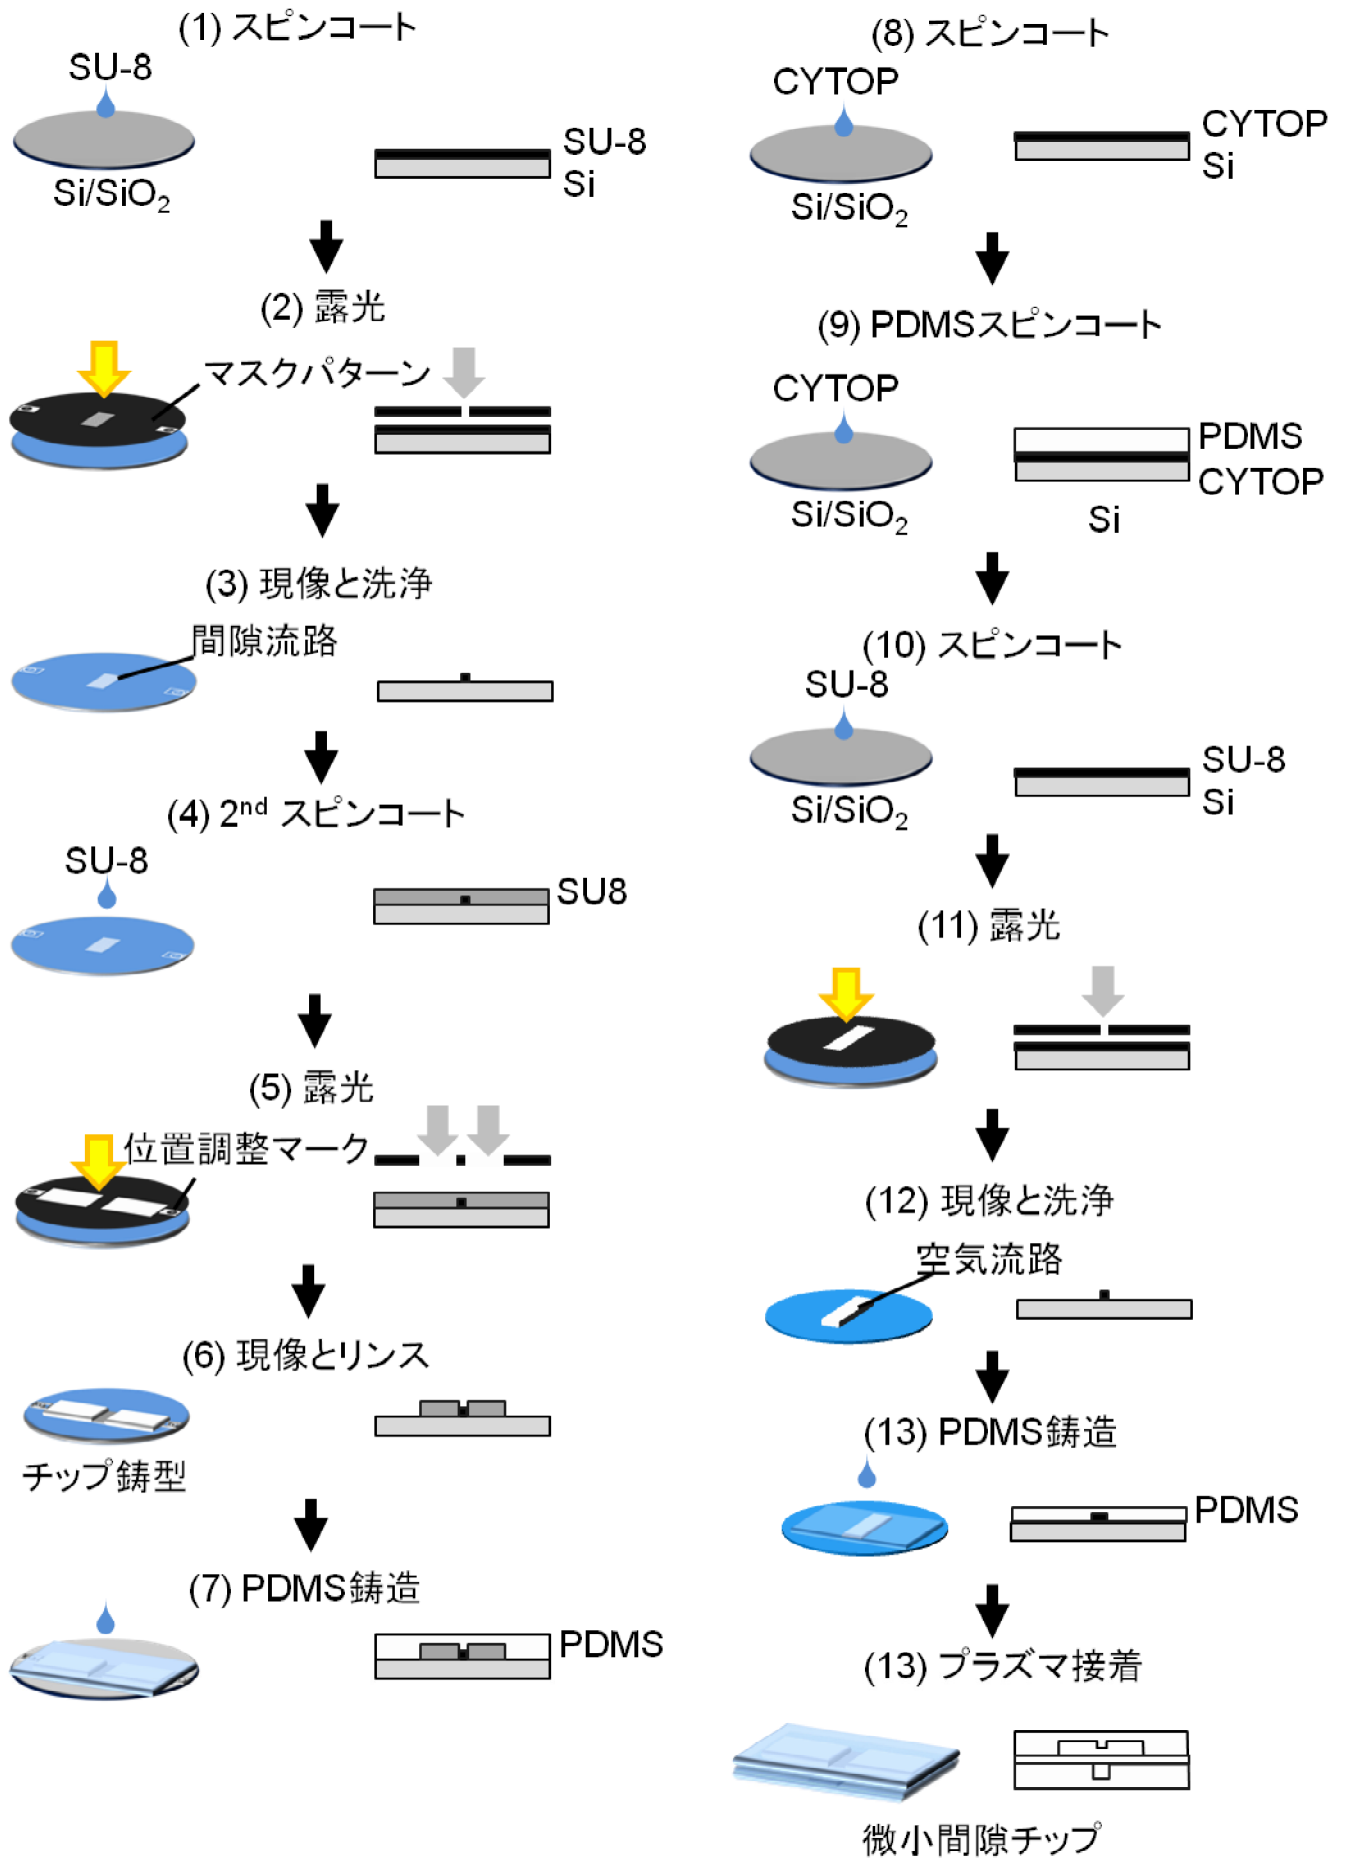 (1) スピンコート
SU-8
Si/SiO₂
SU-8
Si
(2) 露光
マスクパターン
(3) 現像と洗浄
間隙流路
(4) 2ⁿᵈ スピンコート
SU-8
SU8
(5) 露光
位置調整マーク
(6) 現像とリンス
チップ鋳型
(7) PDMS鋳造
PDMS
(8) スピンコート
CYTOP
Si/SiO₂
CYTOP
Si
(9) PDMSスピンコート
CYTOP
Si/SiO₂
PDMS
CYTOP
Si
(10) スピンコート
SU-8
Si/SiO₂
SU-8
Si
(11) 露光
(12) 現像と洗浄
空気流路
(13) PDMS鋳造
PDMS
(13) プラズマ接着
微小間隙チップ